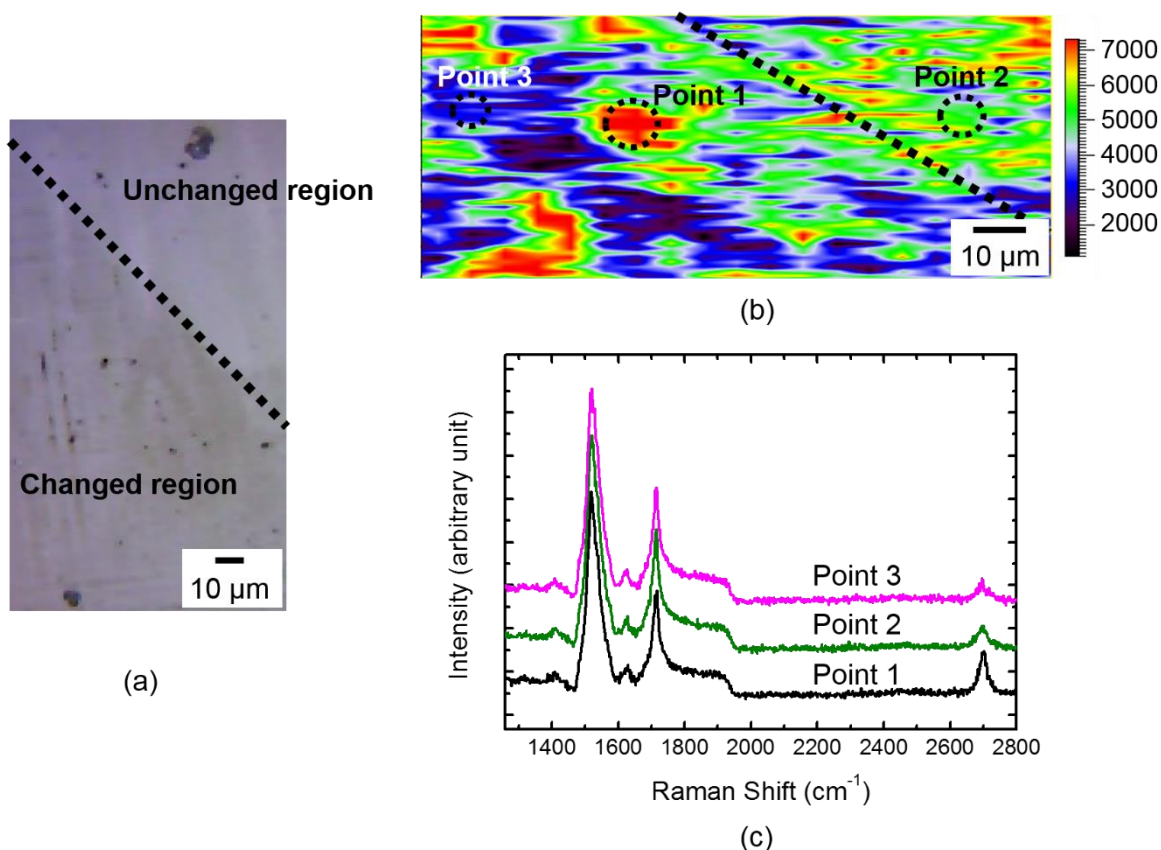 Unchanged region
Changed region
10 µm
(a)
Point 3
Point 1
Point 2
10 µm
7000
6000
5000
4000
3000
2000
(b)
Intensity (arbitrary unit)
Point 3
Point 2
Point 1
1400 1600 1800 2000 2200 2400 2600 2800
Raman Shift (cm⁻¹)
(c)